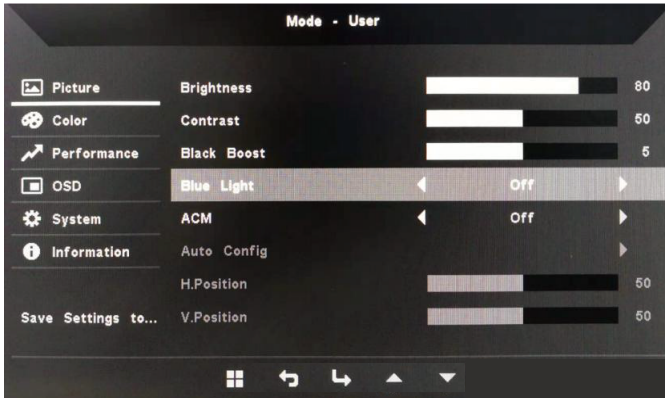 Mode - User
Picture
Brightness 80
Color
Contrast 50
Performance
Black Boost 5
OSD
Blue Light Off
System
ACM Off
Information
Auto Config
H.Position 50
Save Settings to...
V.Position 50